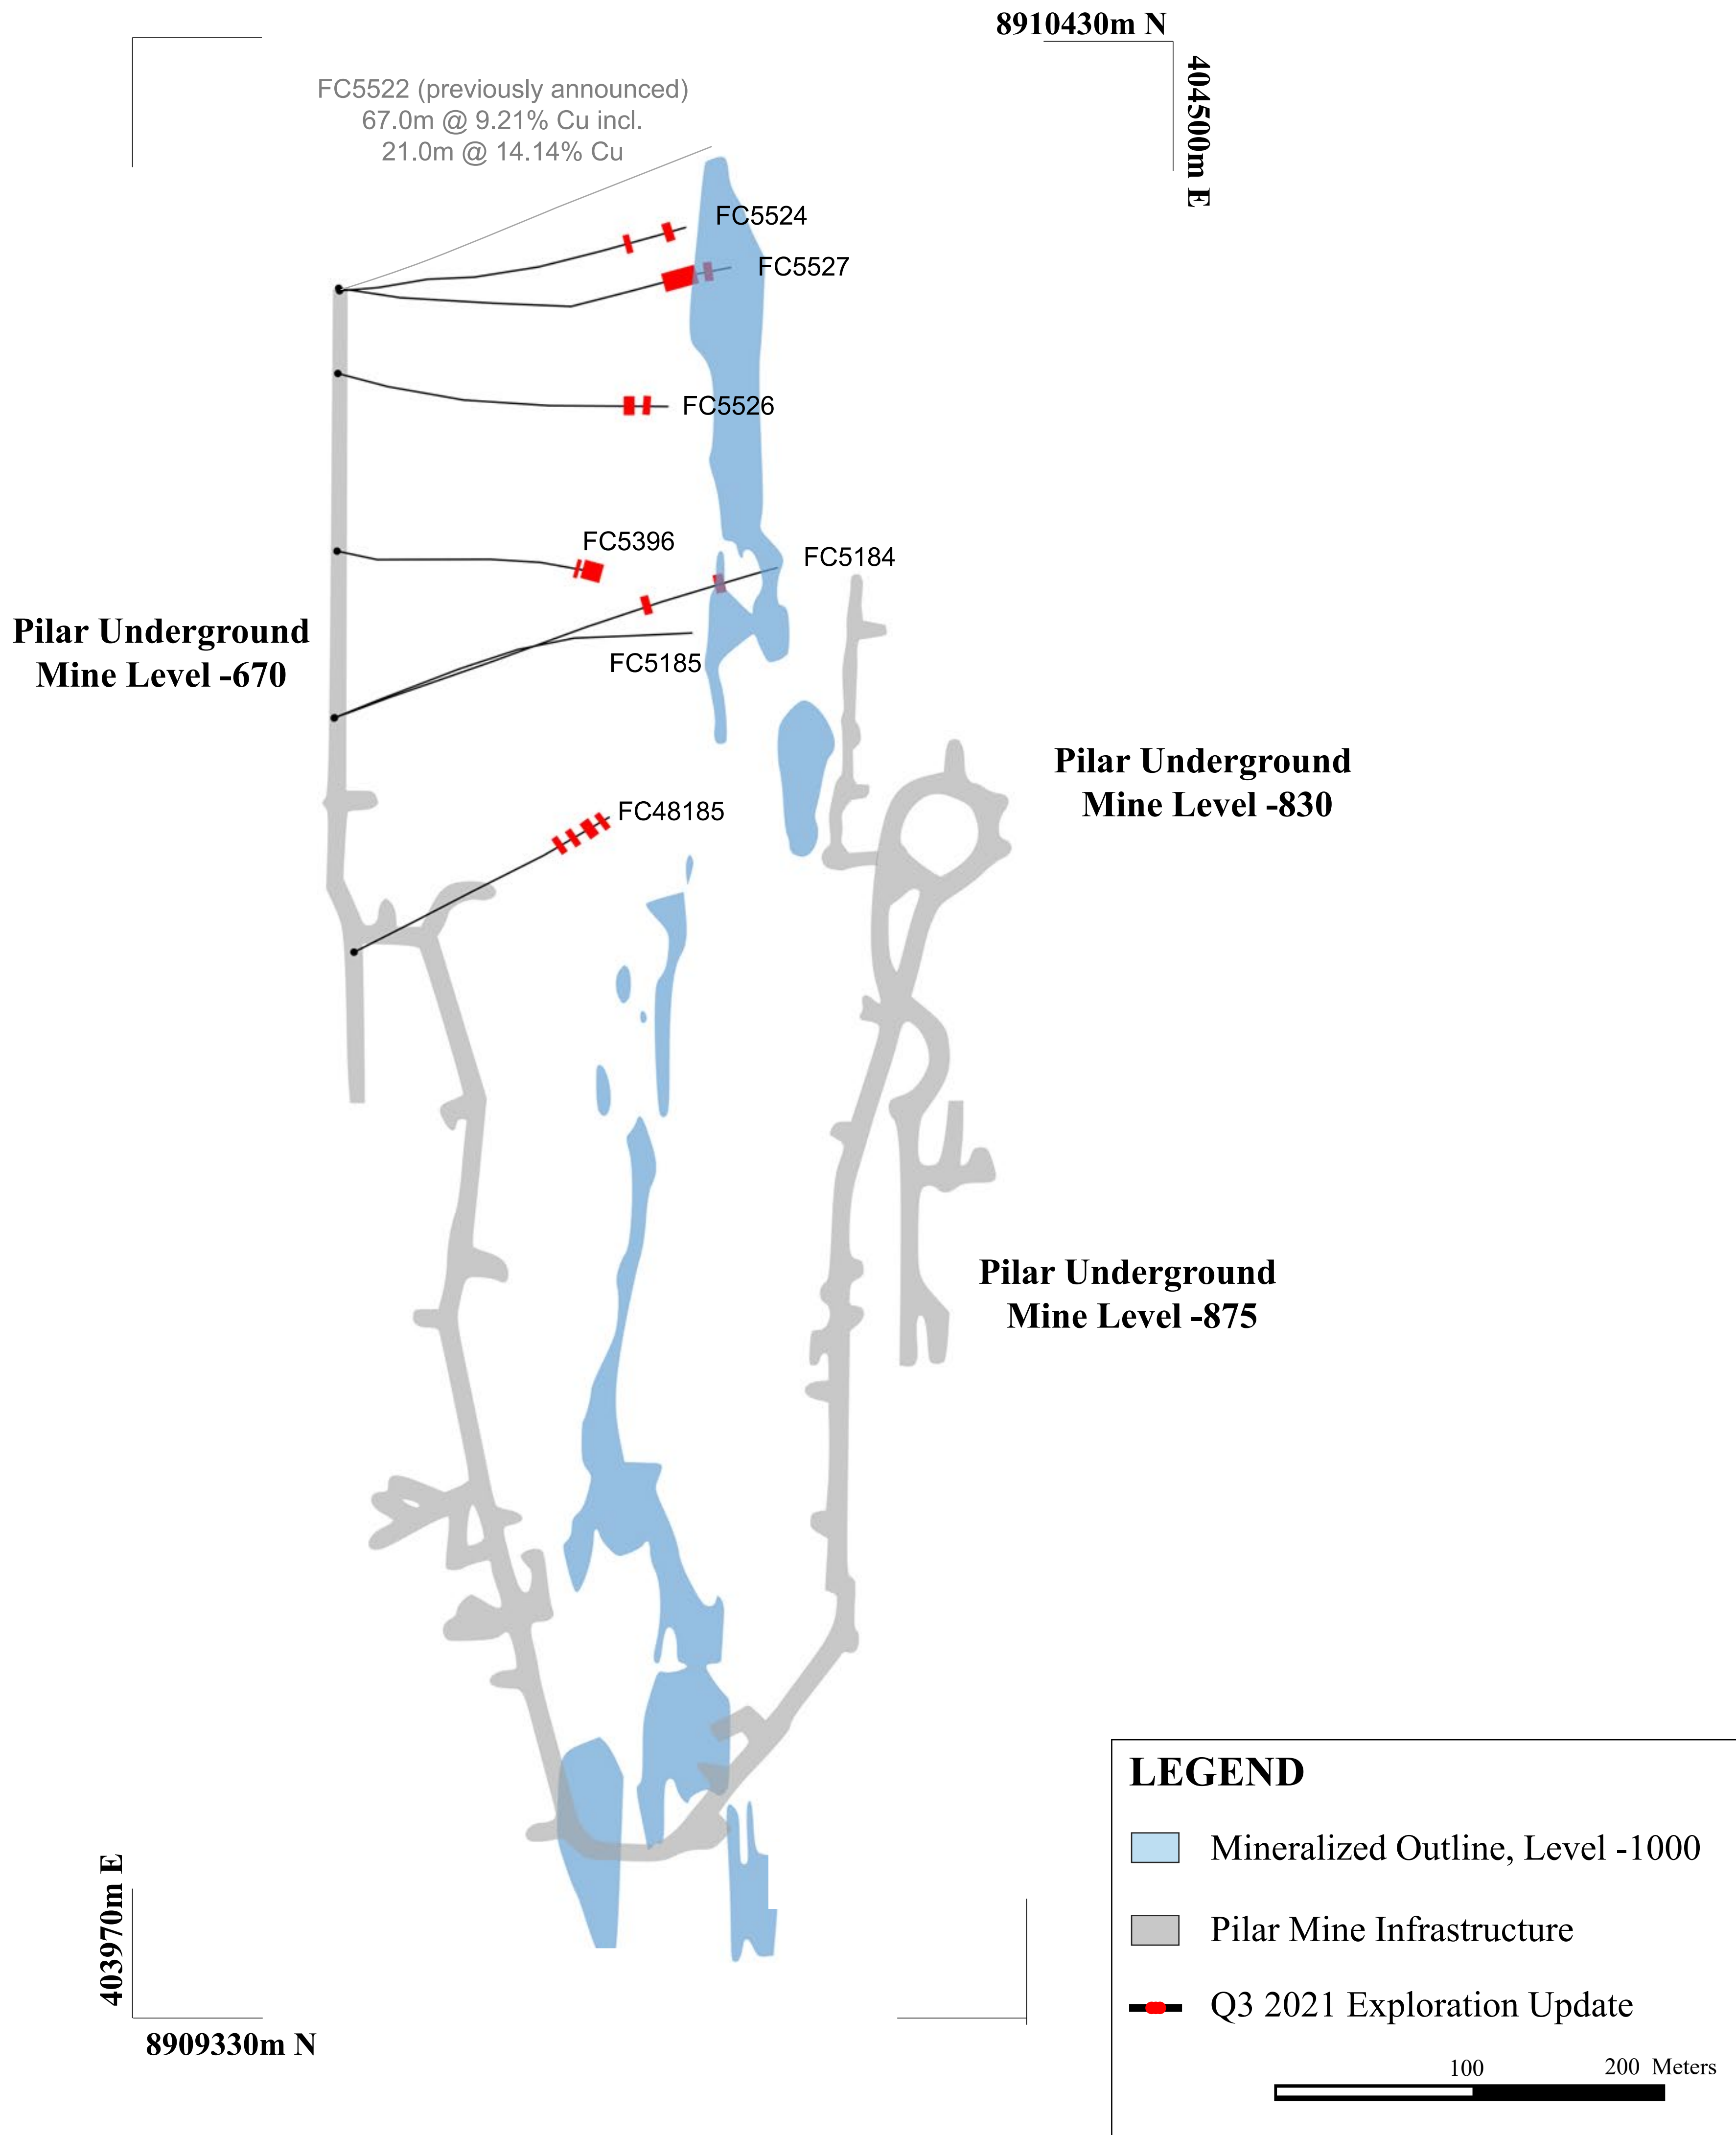 8910430m N
404500m E
FC5522 (previously announced)
67.0m @ 9.21% Cu incl.
21.0m @ 14.14% Cu
FC5524
FC5527
FC5526
FC5396
FC5184
Pilar Underground
Mine Level -670
FC5185
Pilar Underground
Mine Level -830
FC48185
Pilar Underground
Mine Level -875
LEGEND
Mineralized Outline, Level -1000
Pilar Mine Infrastructure
Q3 2021 Exploration Update
100
200 Meters
403970m E
8909330m N